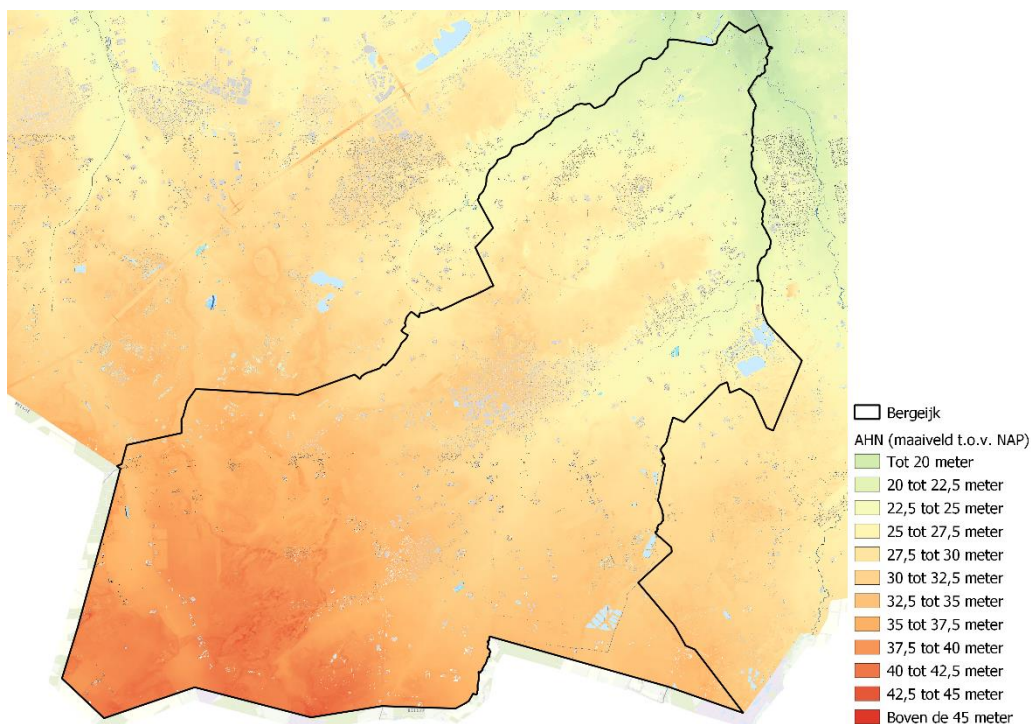 Bergeijk
AHN (maaiveld t.o.v. NAP)
Tot 20 meter
20 tot 22,5 meter
22,5 tot 25 meter
25 tot 27,5 meter
27,5 tot 30 meter
30 tot 32,5 meter
32,5 tot 35 meter
35 tot 37,5 meter
37,5 tot 40 meter
40 tot 42,5 meter
42,5 tot 45 meter
Boven de 45 meter